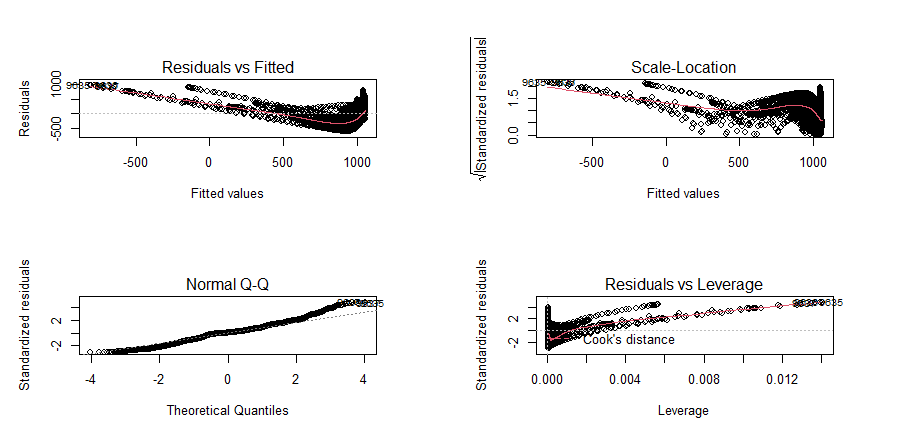 Residuals vs Fitted
Residuals
1000
-500
-500
0
500
1000
Fitted values
Scale-Location
√|Standardized residuals|
1.5
0.0
-500
0
500
1000
Fitted values
Normal Q-Q
Standardized residuals
2
-2
-4
-2
0
2
4
Theoretical Quantiles
Residuals vs Leverage
Standardized residuals
2
-2
Cook's distance
0.000
0.004
0.008
0.012
Leverage